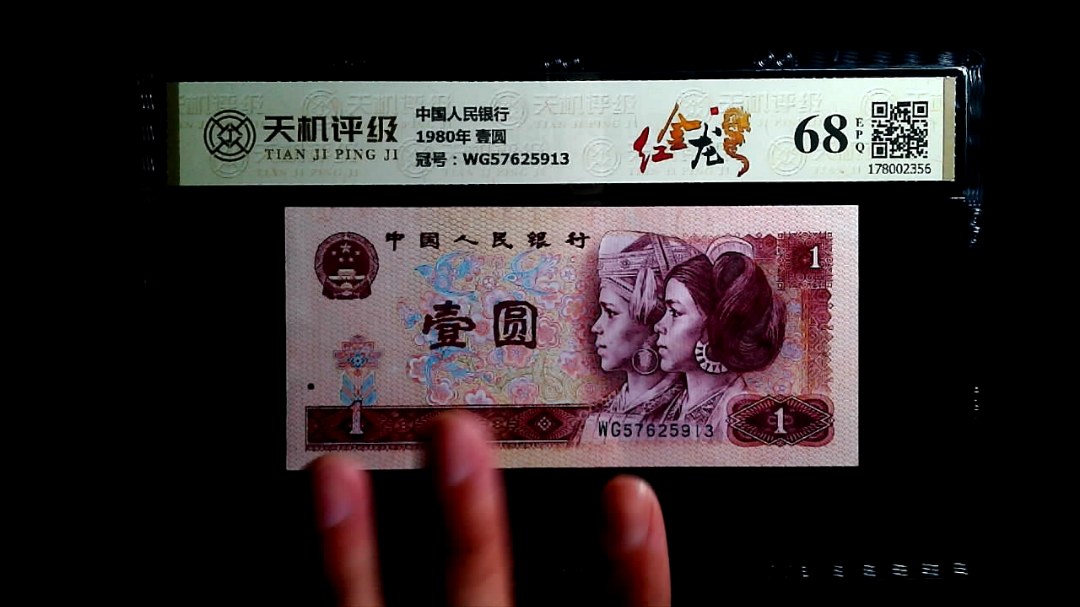 天机评级
TIAN JI PING JI
中国人民银行
1980年 壹圆
冠号：WG57625913
红金龙
68
EPQ
178002356
中国人民银行
1
壹圆
1
WG57625913
1